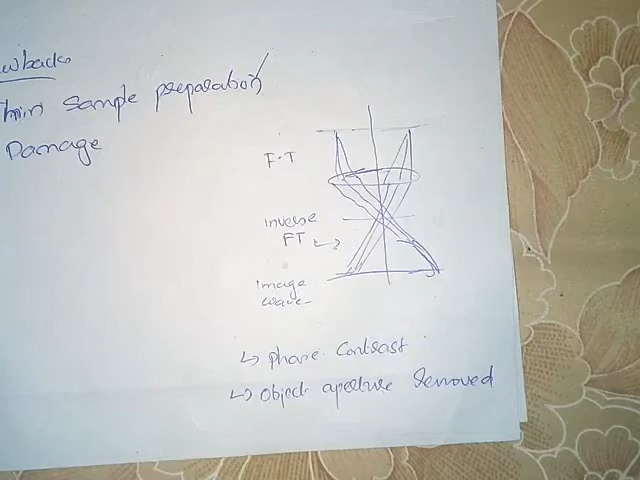 wbacks
Thin Sample preparation
Damage
F.T
inverse
FT
image
wave
↳ phase Contrast
↳ Object aperture removed